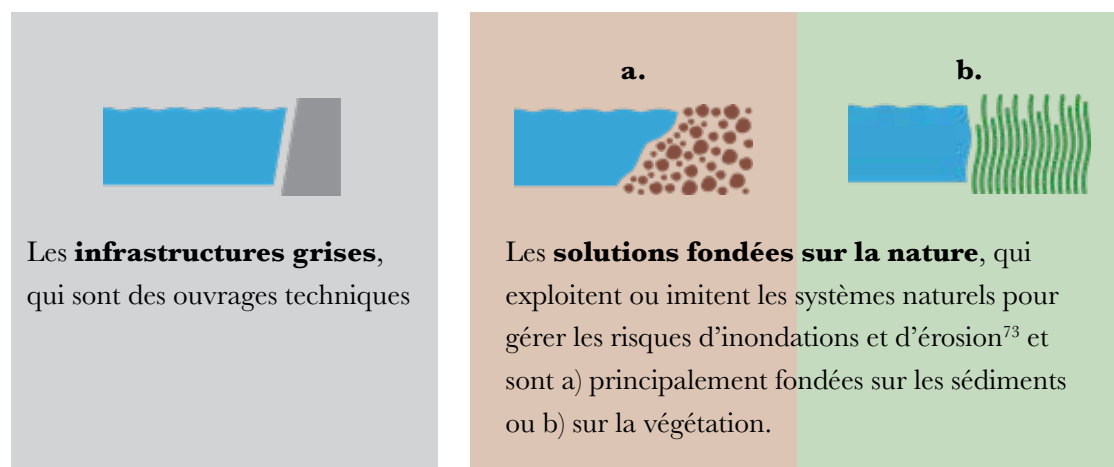 Les infrastructures grises,
qui sont des ouvrages techniques
a.
b.
Les solutions fondées sur la nature, qui
exploitent ou imitent les systèmes naturels pour
gérer les risques d’inondations et d’érosion73 et
sont a) principalement fondées sur les sédiments
ou b) sur la végétation.